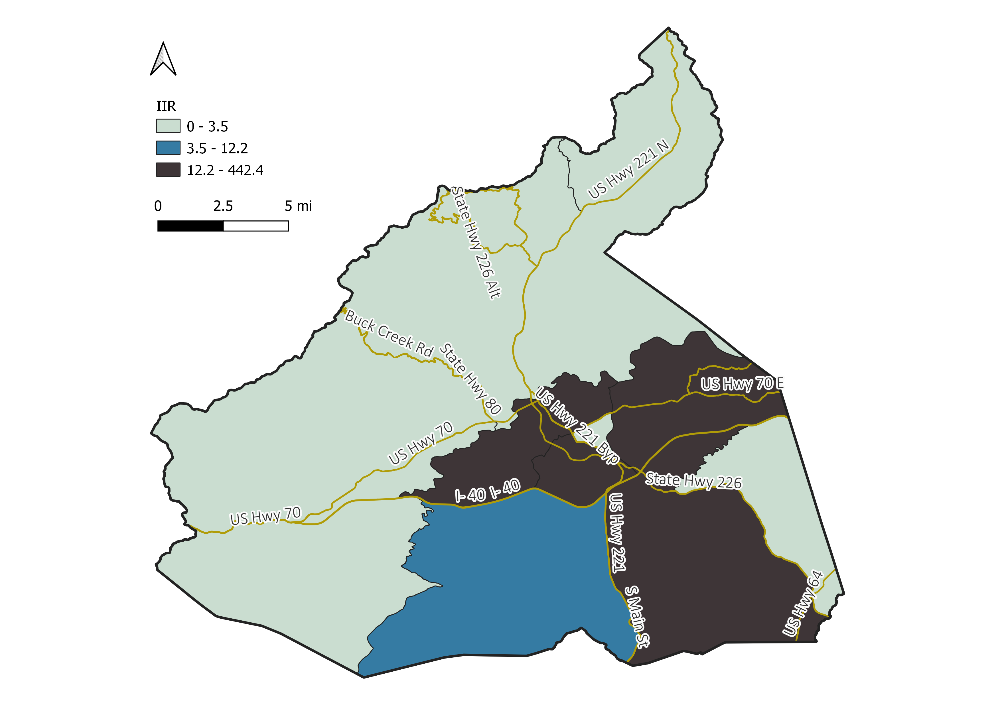 IIR
0 - 3.5
3.5 - 12.2
12.2 - 442.4
0 2.5 5 mi
US Hwy 221 N
State Hwy 226 Alt
Buck Creek Rd
State Hwy 80
US Hwy 70 E
US Hwy 221 Byp
US Hwy 70
State Hwy 226
I- 40 I- 40
US Hwy 70
US Hwy 221
US Hwy 64
S Main St